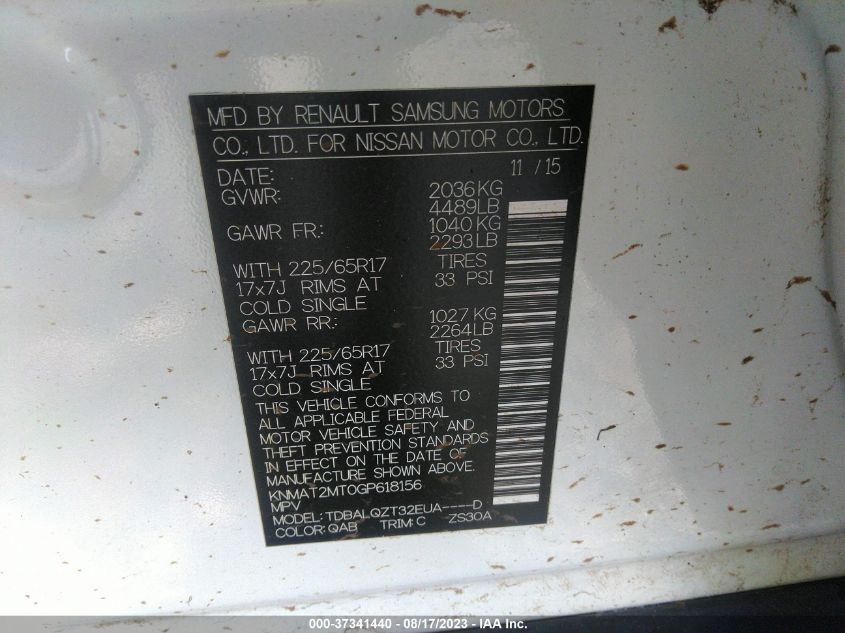 MFD BY RENAULT SAMSUNG MOTORS
CO., LTD. FOR NISSAN MOTOR CO., LTD.
DATE: 11 / 15
GVWR: 2036 KG
4489 LB
GAWR FR.: 1040 KG
2293 LB
WITH 225/65R17 TIRES
17x7J RIMS AT 33 PSI
COLD SINGLE
GAWR RR.: 1027 KG
2264 LB
WITH 225/65R17 TIRES
17x7J RIMS AT 33 PSI
COLD SINGLE
THIS VEHICLE CONFORMS TO
ALL APPLICABLE FEDERAL
MOTOR VEHICLE SAFETY AND
THEFT PREVENTION STANDARDS
IN EFFECT ON THE DATE OF
MANUFACTURE SHOWN ABOVE.
KNMAT2MT0GP618156
MPV
MODEL: TDBALQZT32EUA-----D
COLOR: QAB TRIM: C ZS30A
000-37341440 - 08/17/2023 - IAA Inc.